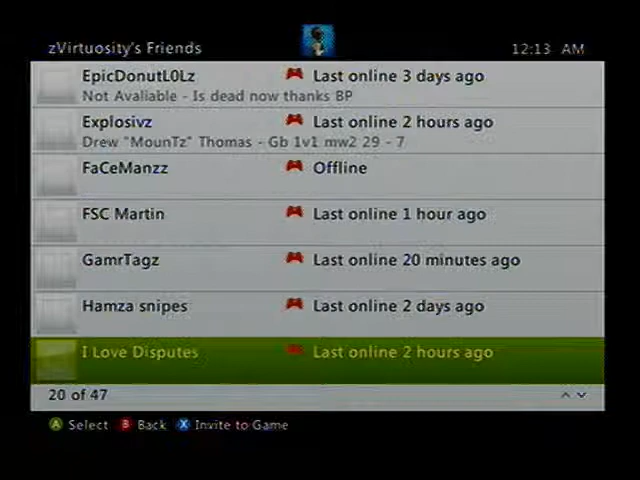 zVirtuosity's Friends 12:13 AM
EpicDonutL0Lz Last online 3 days ago
Not Avaliable - Is dead now thanks BP
Explosivz Last online 2 hours ago
Drew "MounTz" Thomas - Gb 1v1 mw2 29 - 7
FaCeManzz Offline
FSC Martin Last online 1 hour ago
GamrTagz Last online 20 minutes ago
Hamza snipes Last online 2 days ago
I Love Disputes Last online 2 hours ago
20 of 47
A Select B Back X Invite to Game